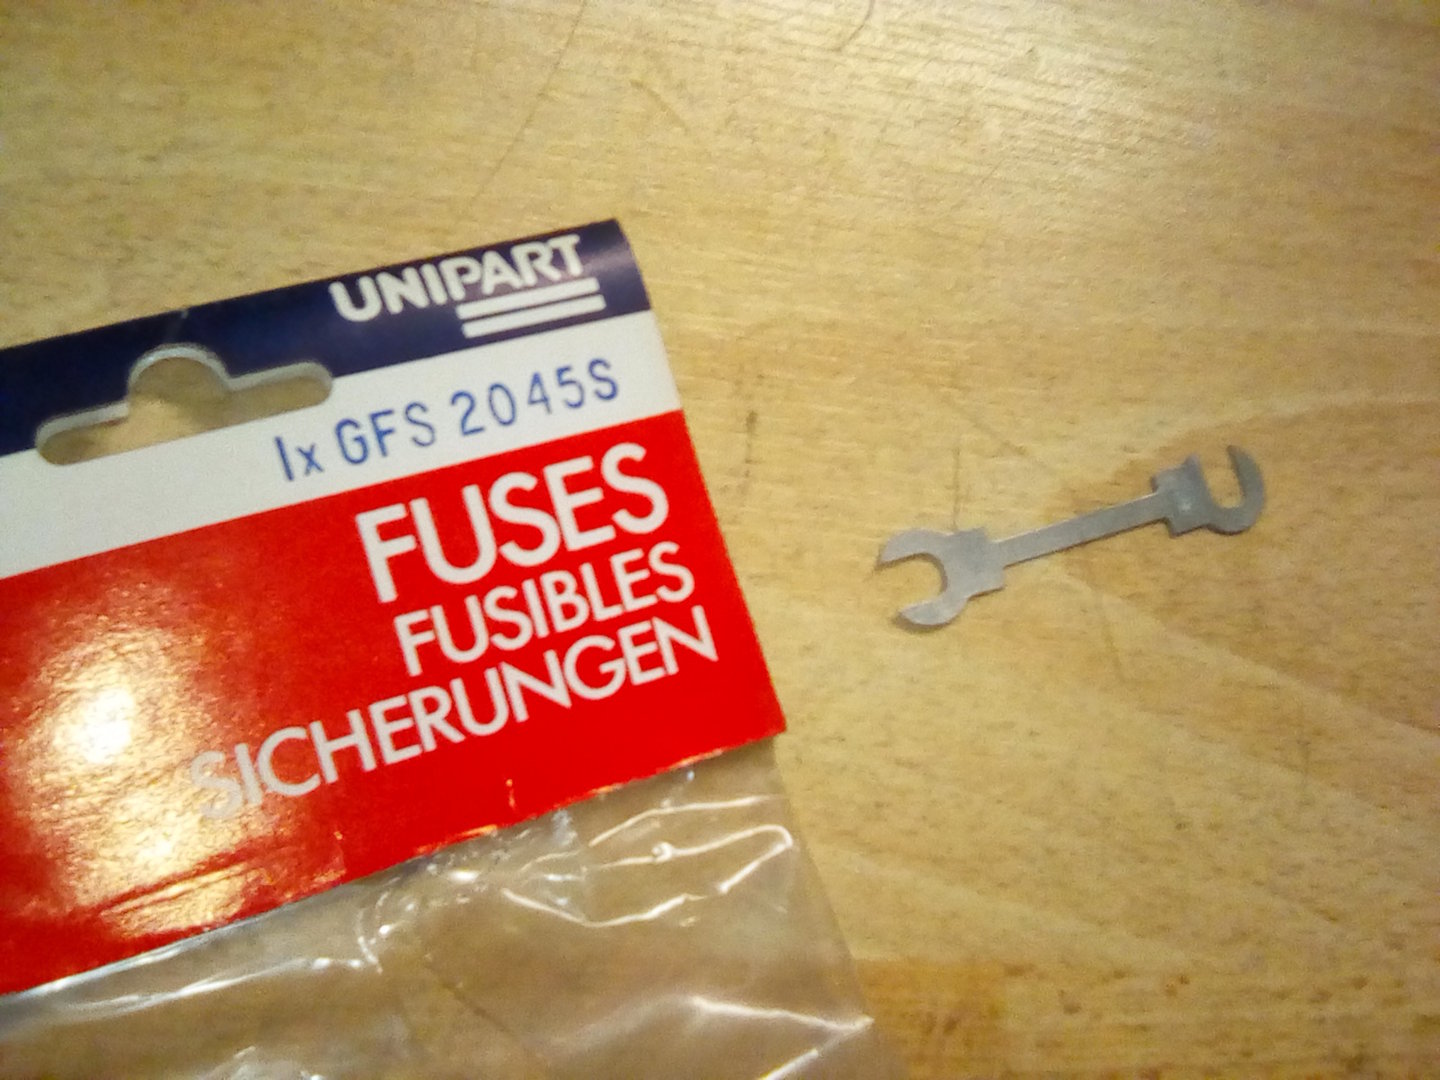 UNIPART
1x GFS 2045S
FUSES
FUSIBLES
SICHERUNGEN